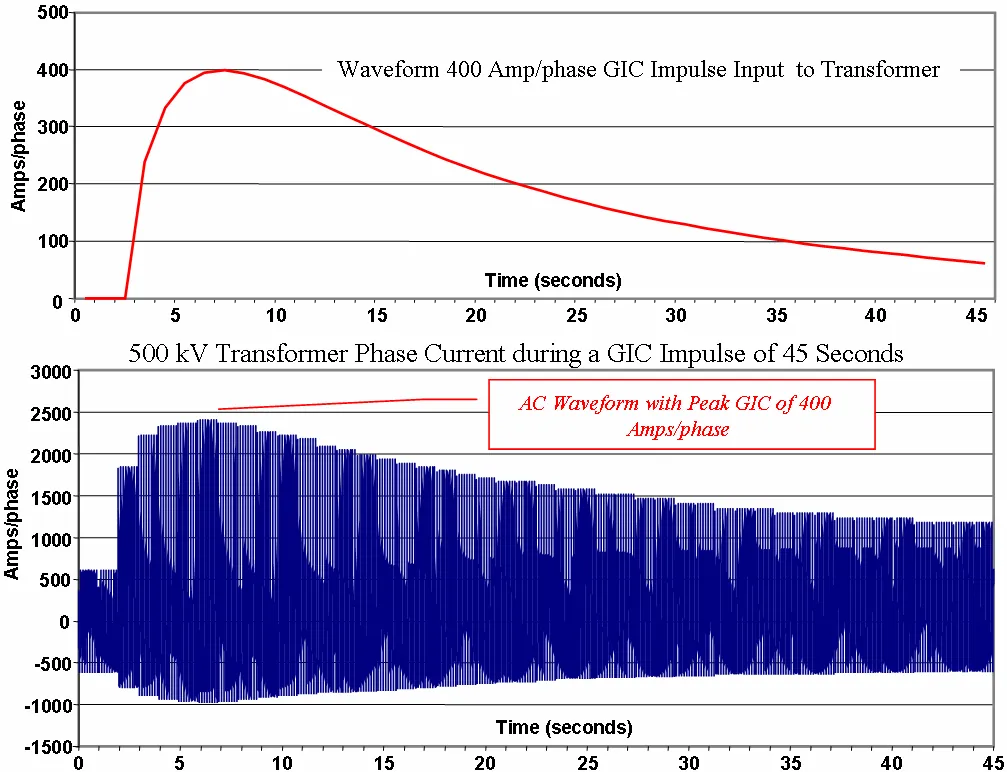 500
400
300
200
100
0
Amps/phase
Waveform 400 Amp/phase GIC Impulse Input to Transformer
Time (seconds)
0 5 10 15 20 25 30 35 40 45
500 kV Transformer Phase Current during a GIC Impulse of 45 Seconds
3000
2500
2000
1500
1000
500
0
-500
-1000
-1500
Amps/phase
AC Waveform with Peak GIC of 400
Amps/phase
Time (seconds)
0 5 10 15 20 25 30 35 40 45